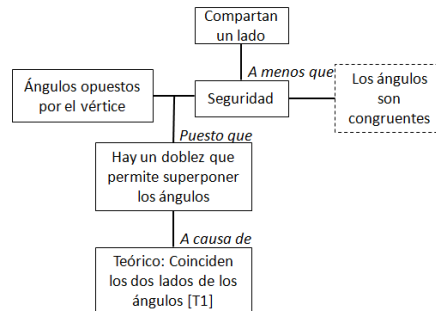 Compartan
un lado
A menos que
Ángulos opuestos
por el vértice
Seguridad
Los ángulos
son
congruentes
Puesto que
Hay un doblez que
permite superponer
los ángulos
A causa de
Teórico: Coinciden
los dos lados de los
ángulos [T1]